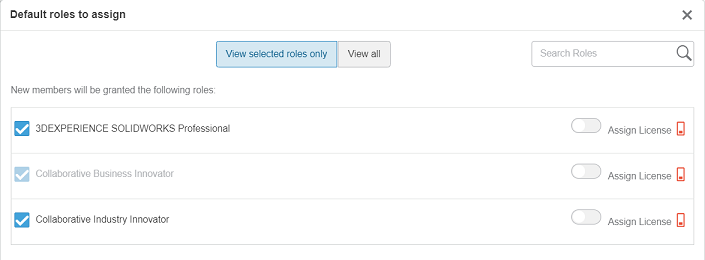 Default roles to assign
View selected roles only View all Search Roles
New members will be granted the following roles:
3DEXPERIENCE SOLIDWORKS Professional Assign License
Collaborative Business Innovator Assign License
Collaborative Industry Innovator Assign License